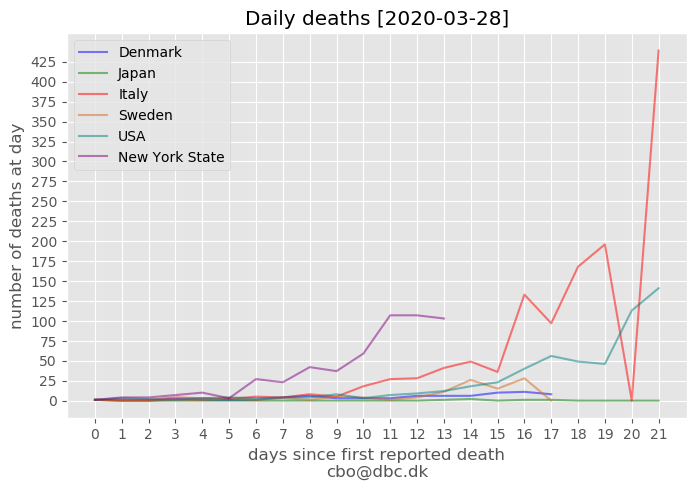 Daily deaths [2020-03-28]
Denmark
Japan
Italy
Sweden
USA
New York State
number of deaths at day
425
400
375
350
325
300
275
250
225
200
175
150
125
100
75
50
25
0
0 1 2 3 4 5 6 7 8 9 10 11 12 13 14 15 16 17 18 19 20 21
days since first reported death
cbo@dbc.dk